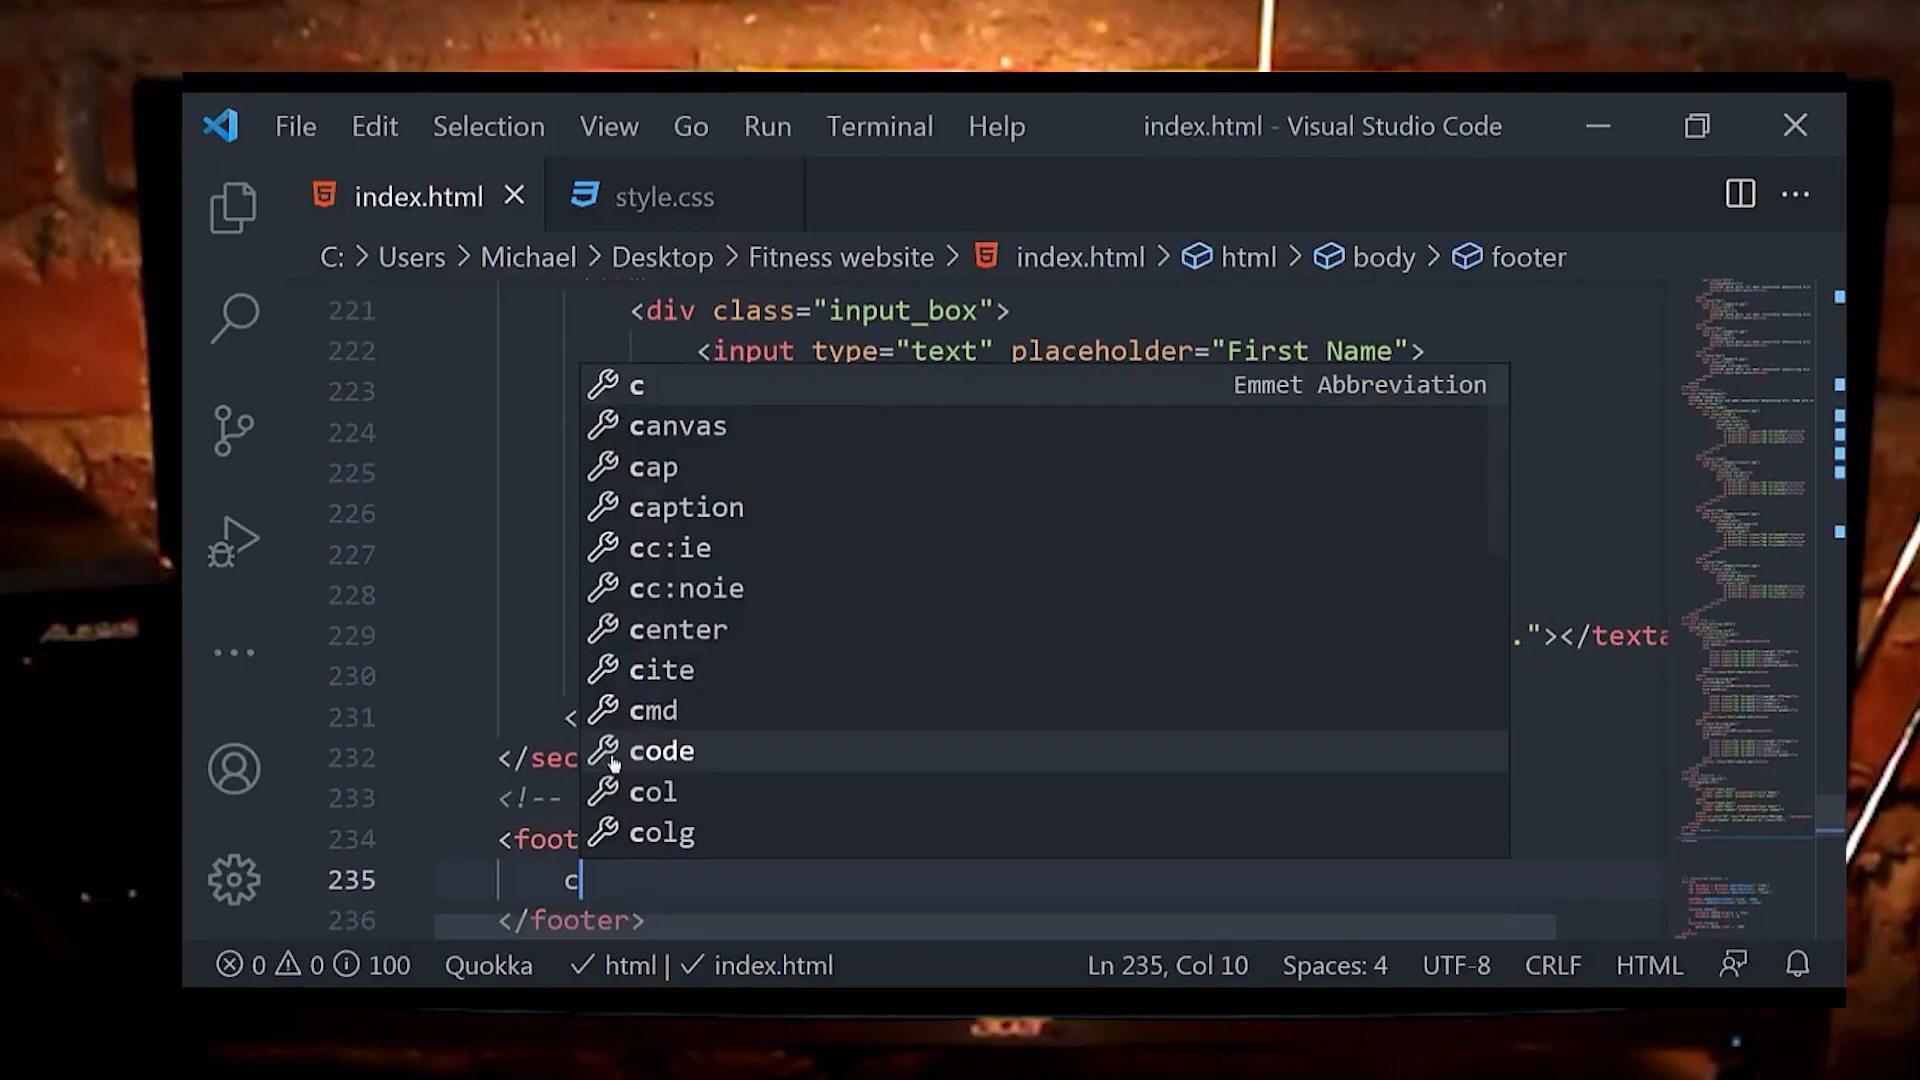 File Edit Selection View Go Run Terminal Help index.html - Visual Studio Code
index.html style.css
C: > Users > Michael > Desktop > Fitness website > index.html > html > body > footer
221 <div class="input_box">
222 <input type="text" placeholder="First Name">
223 c Emmet Abbreviation
224 canvas
225 cap
226 caption
227 cc:ie
228 cc:noie
229 center ."></texta
230 cite
231 < cmd
232 </sec code
233 <!-- col
234 <foot colg
235 c
236 </footer>
0 0 100 Quokka ✓ html | ✓ index.html Ln 235, Col 10 Spaces: 4 UTF-8 CRLF HTML
acer